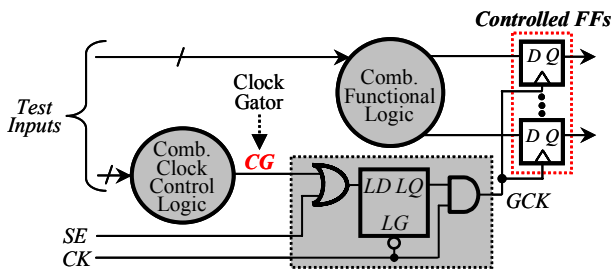 Controlled FFs
D Q
Clock
Gator
Comb.
Functional
Logic
Test
Inputs
D Q
Comb.
Clock
Control
Logic
CG
LD LQ
LG
GCK
SE
CK